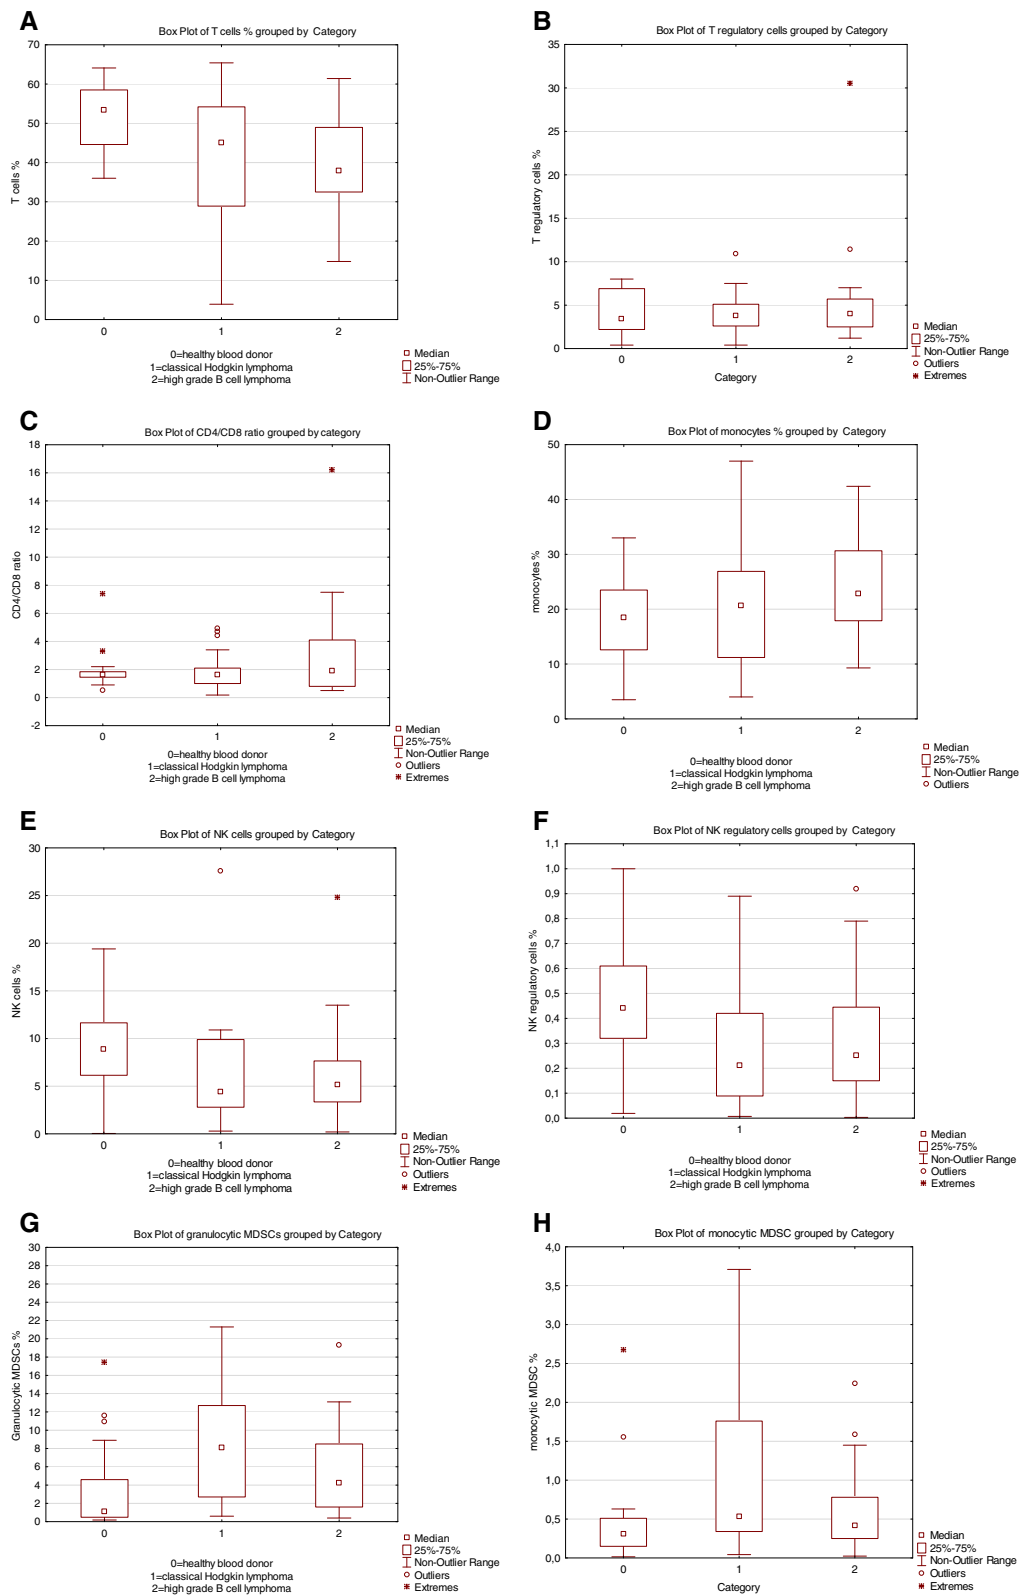 A
Box Plot of T cells % grouped by Category
70
60
50
40
30
20
10
0
T cells %
0 1 2
0=healthy blood donor
1=classical Hodgkin lymphoma
2=high grade B cell lymphoma
Median
25%-75%
Non-Outlier Range
B
Box Plot of T regulatory cells grouped by Category
35
30
25
20
15
10
5
0
T regulatory cells %
0 1 2
Category
Median
25%-75%
Non-Outlier Range
Outliers
Extremes
C
Box Plot of CD4/CD8 ratio grouped by category
18
16
14
12
10
8
6
4
2
0
-2
CD4/CD8 ratio
0 1 2
0=healthy blood donor
1=classical Hodgkin lymphoma
2=high grade B cell lymphoma
Median
25%-75%
Non-Outlier Range
Outliers
Extremes
D
Box Plot of monocytes % grouped by Category
50
40
30
20
10
0
monocytes %
0 1 2
0=healthy blood donor
1=classical Hodgkin lymphoma
2=high grade B cell lymphoma
Median
25%-75%
Non-Outlier Range
Outliers
E
Box Plot of NK cells grouped by Category
30
25
20
15
10
5
0
NK cells %
0 1 2
0=healthy blood donor
1=classical Hodgkin lymphoma
2=high grade B cell lymphoma
Median
25%-75%
Non-Outlier Range
Outliers
Extremes
F
Box Plot of NK regulatory cells grouped by Category
1,1
1,0
0,9
0,8
0,7
0,6
0,5
0,4
0,3
0,2
0,1
0,0
NK regulatory cells %
0 1 2
0=healthy blood donor
1=classical Hodgkin lymphoma
2=high grade B cell lymphoma
Median
25%-75%
Non-Outlier Range
Outliers
Extremes
G
Box Plot of granulocytic MDSCs grouped by Category
30
28
26
24
22
20
18
16
14
12
10
8
6
4
2
0
Granulocytic MDSCs %
0 1 2
0=healthy blood donor
1=classical Hodgkin lymphoma
2=high grade B cell lymphoma
Median
25%-75%
Non-Outlier Range
Outliers
Extremes
H
Box Plot of monocytic MDSC grouped by Category
4,0
3,5
3,0
2,5
2,0
1,5
1,0
0,5
0,0
monocytic MDSC %
0 1 2
Category
Median
25%-75%
Non-Outlier Range
Outliers
Extremes